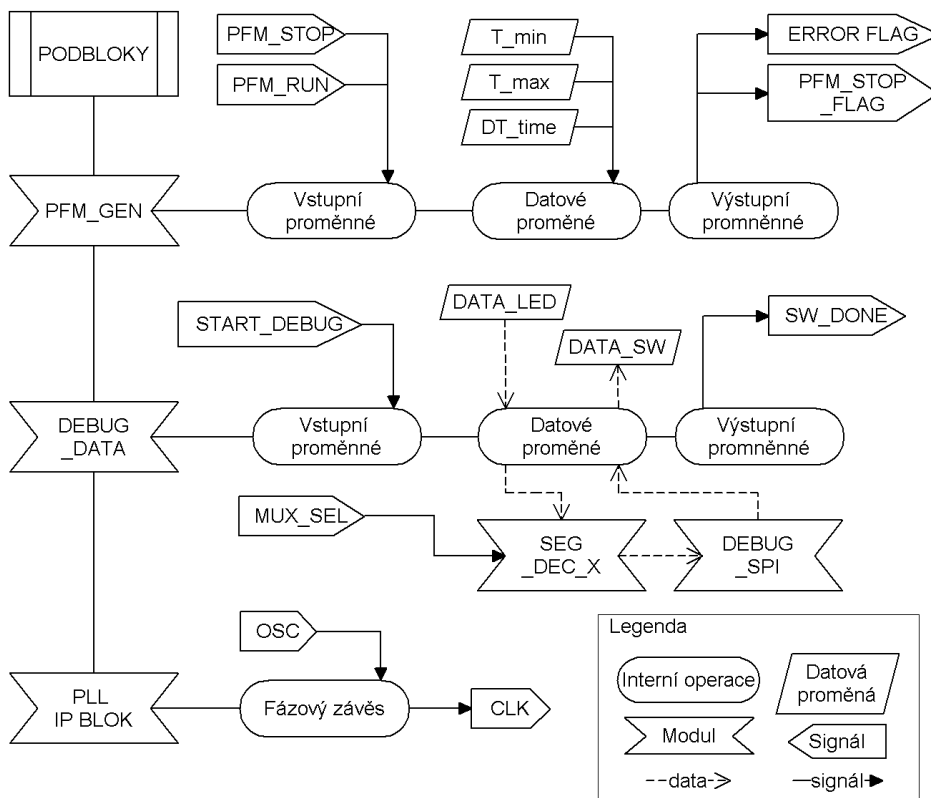 PODBLOKY
PFM_STOP
PFM_RUN
T_min
T_max
DT_time
ERROR FLAG
PFM_STOP
_FLAG
PFM_GEN
Vstupní
proměnné
Datové
proměné
Výstupní
promněnné
START_DEBUG
DATA_LED
DATA_SW
SW_DONE
DEBUG
_DATA
Vstupní
proměnné
Datové
proměné
Výstupní
promněnné
MUX_SEL
SEG
_DEC_X
DEBUG
_SPI
OSC
PLL
IP BLOK
Fázový závěs
CLK
Legenda
Interní operace
Datová
proměná
Modul
Signál
data
signál